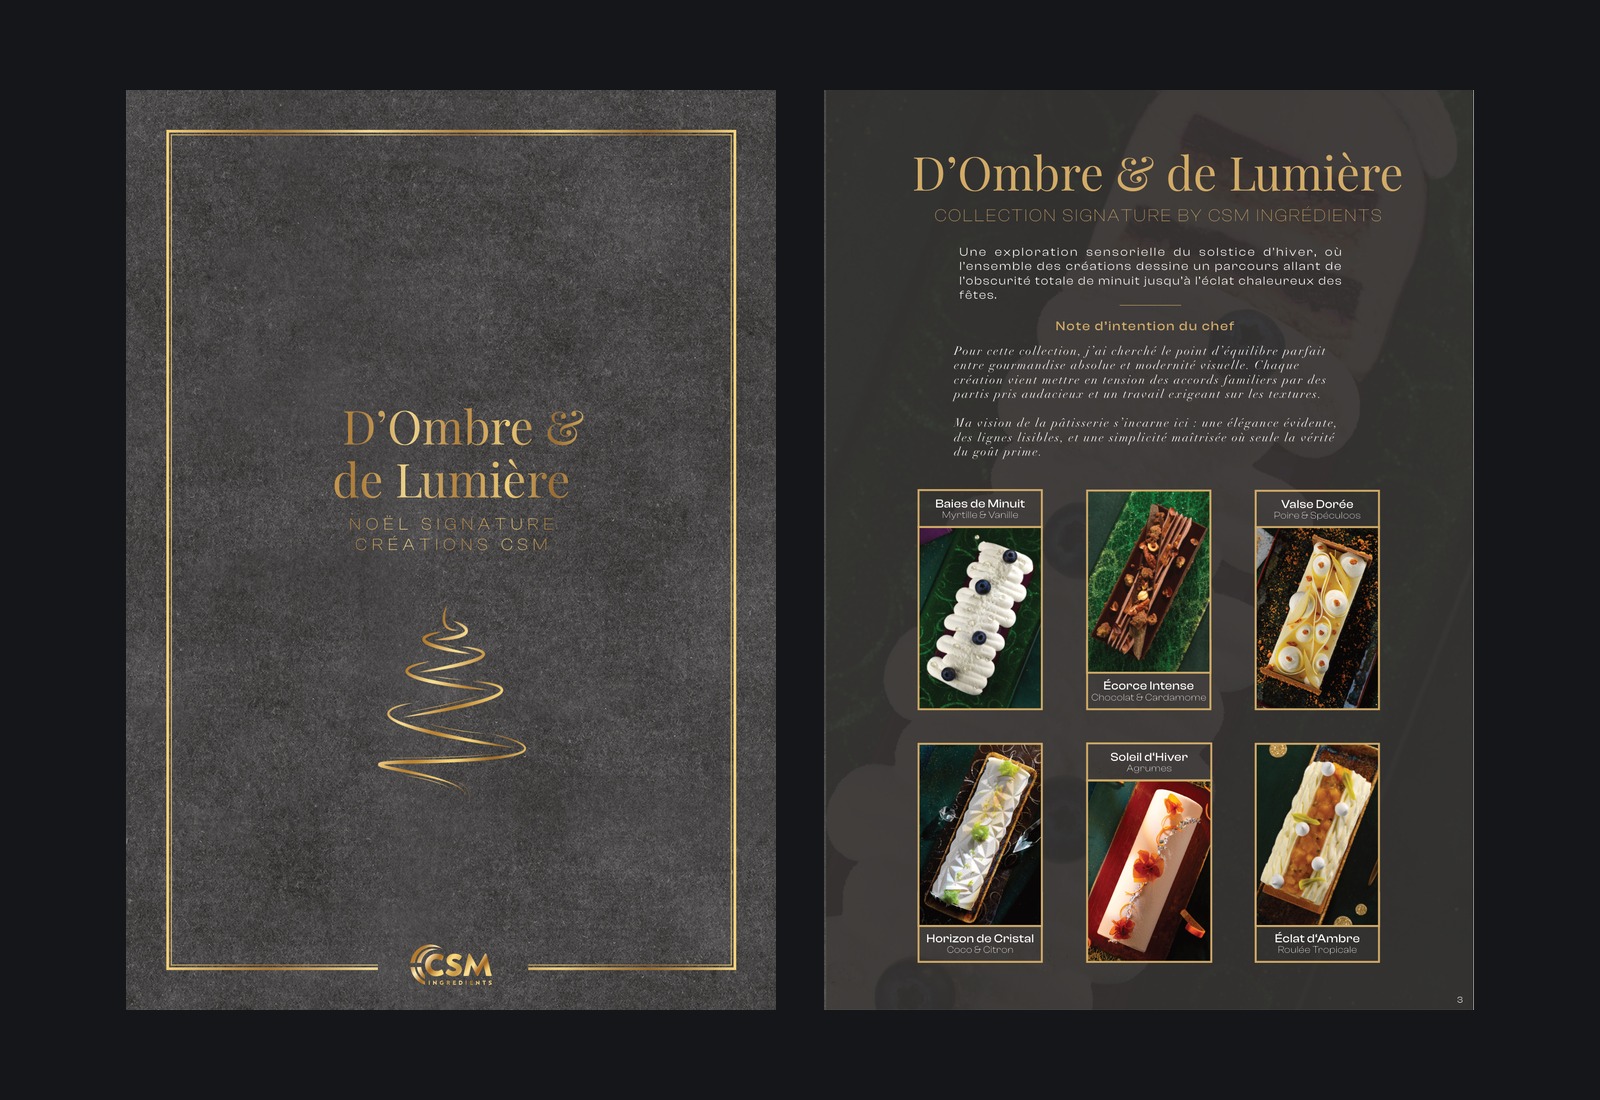 D’Ombre &
de Lumière
NOËL SIGNATURE
CRÉATIONS CSM
CSM
INGREDIENTS
D’Ombre & de Lumière
COLLECTION SIGNATURE BY CSM INGRÉDIENTS
Une exploration sensorielle du solstice d’hiver, où
l’ensemble des créations dessine un parcours allant de
l’obscurité totale de minuit jusqu’à l’éclat chaleureux des
fêtes.
Note d’intention du chef
Pour cette collection, j’ai cherché le point d’équilibre parfait
entre gourmandise absolue et modernité visuelle. Chaque
création vient mettre en tension des accords familiers par des
partis pris audacieux et un travail exigeant sur les textures.
Ma vision de la pâtisserie s’incarne ici : une élégance évidente,
des lignes lisibles, et une simplicité maîtrisée où seule la vérité
du goût prime.
Baies de Minuit
Myrtille & Vanille
Écorce Intense
Chocolat & Cardamome
Valse Dorée
Poire & Spéculoos
Horizon de Cristal
Coco & Citron
Soleil d’Hiver
Agrumes
Éclat d’Ambre
Roulée Tropicale
3